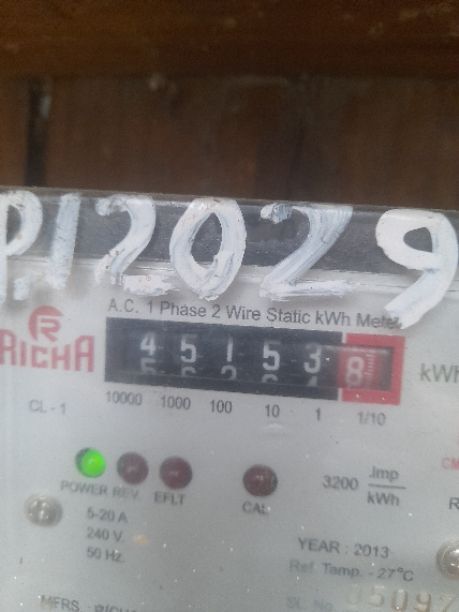 P.12029
A.C. 1 Phase 2 Wire Static kWh Meter
R
RICHA
4 5 1 5 3 8
kWh
10000 1000 100 10 1 1/10
CL - 1
POWER REV. EFLT
CAL
3200 Imp/kWh
5-20 A
240 V.
50 Hz.
YEAR : 2013
Ref. Temp. - 27°C
MFRS
SR. No.